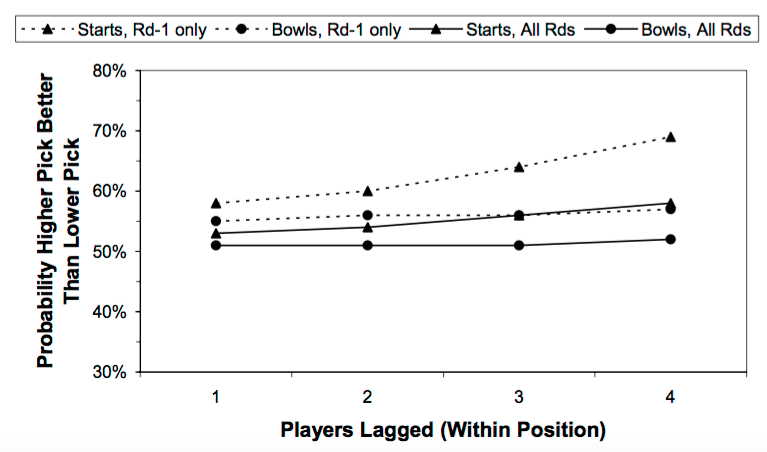 Starts, Rd-1 only Bowls, Rd-1 only Starts, All Rds Bowls, All Rds
Probability Higher Pick Better
Than Lower Pick
80%
70%
60%
50%
40%
30%
1 2 3 4
Players Lagged (Within Position)